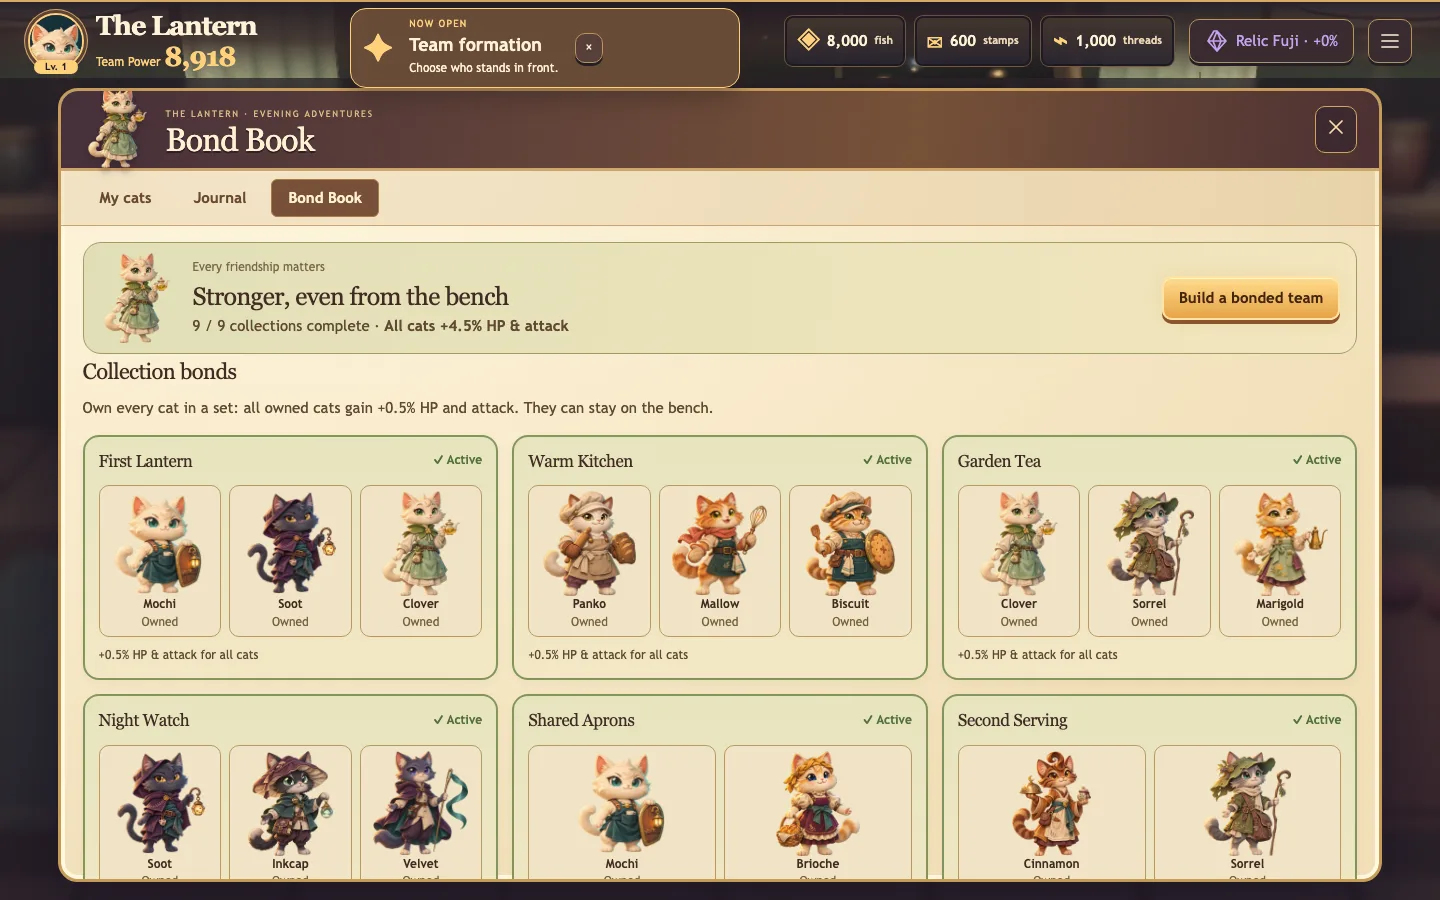 The Lantern
Lv. 1
Team Power 8,918
NOW OPEN
Team formation
Choose who stands in front.
×
8,000 fish
600 stamps
1,000 threads
Relic Fuji · +0%
THE LANTERN · EVENING ADVENTURES
Bond Book
My cats
Journal
Bond Book
Every friendship matters
Stronger, even from the bench
9 / 9 collections complete · All cats +4.5% HP & attack
Build a bonded team
Collection bonds
Own every cat in a set: all owned cats gain +0.5% HP and attack. They can stay on the bench.
First Lantern
✓ Active
Mochi
Owned
Soot
Owned
Clover
Owned
+0.5% HP & attack for all cats
Warm Kitchen
✓ Active
Panko
Owned
Mallow
Owned
Biscuit
Owned
+0.5% HP & attack for all cats
Garden Tea
✓ Active
Clover
Owned
Sorrel
Owned
Marigold
Owned
+0.5% HP & attack for all cats
Night Watch
✓ Active
Soot
Inkcap
Velvet
Shared Aprons
✓ Active
Mochi
Brioche
Second Serving
✓ Active
Cinnamon
Sorrel